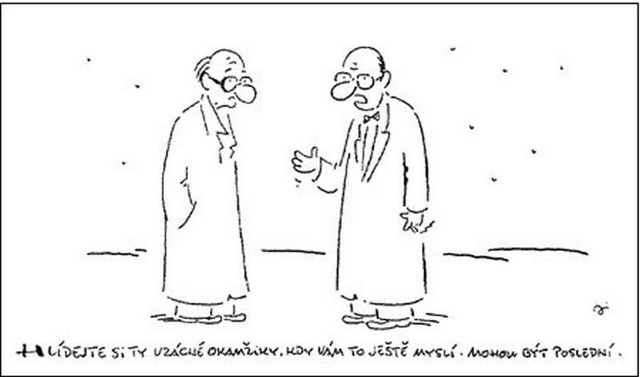 HLÍDEJTE SI TY VZÁCNÉ OKAMŽIKY, KDY VÁM TO JEŠTĚ MYSLÍ. MOHOU BÝT POSLEDNÍ.